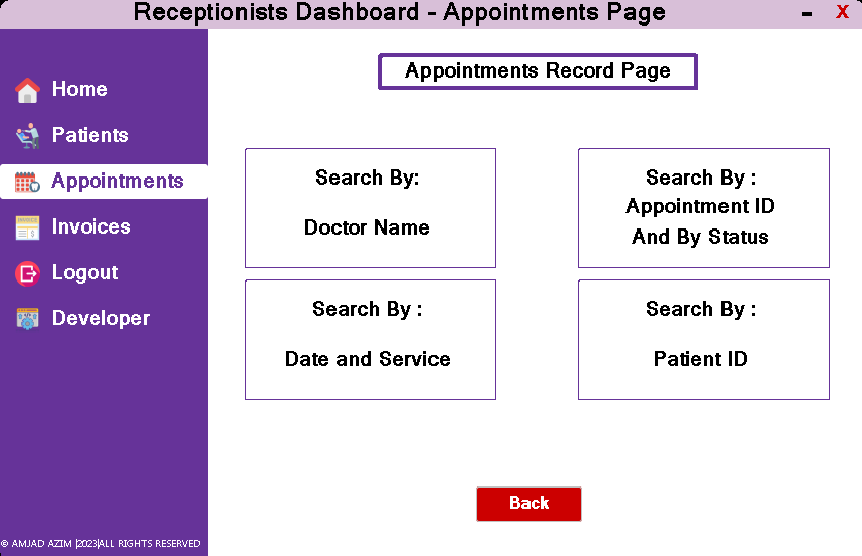 Receptionists Dashboard - Appointments Page
X
Home
Patients
Appointments
Invoices
Logout
Developer
© AMJAD AZIM |2023|ALL RIGHTS RESERVED
Appointments Record Page
Search By:
Doctor Name
Search By :
Appointment ID
And By Status
Search By :
Date and Service
Search By :
Patient ID
Back